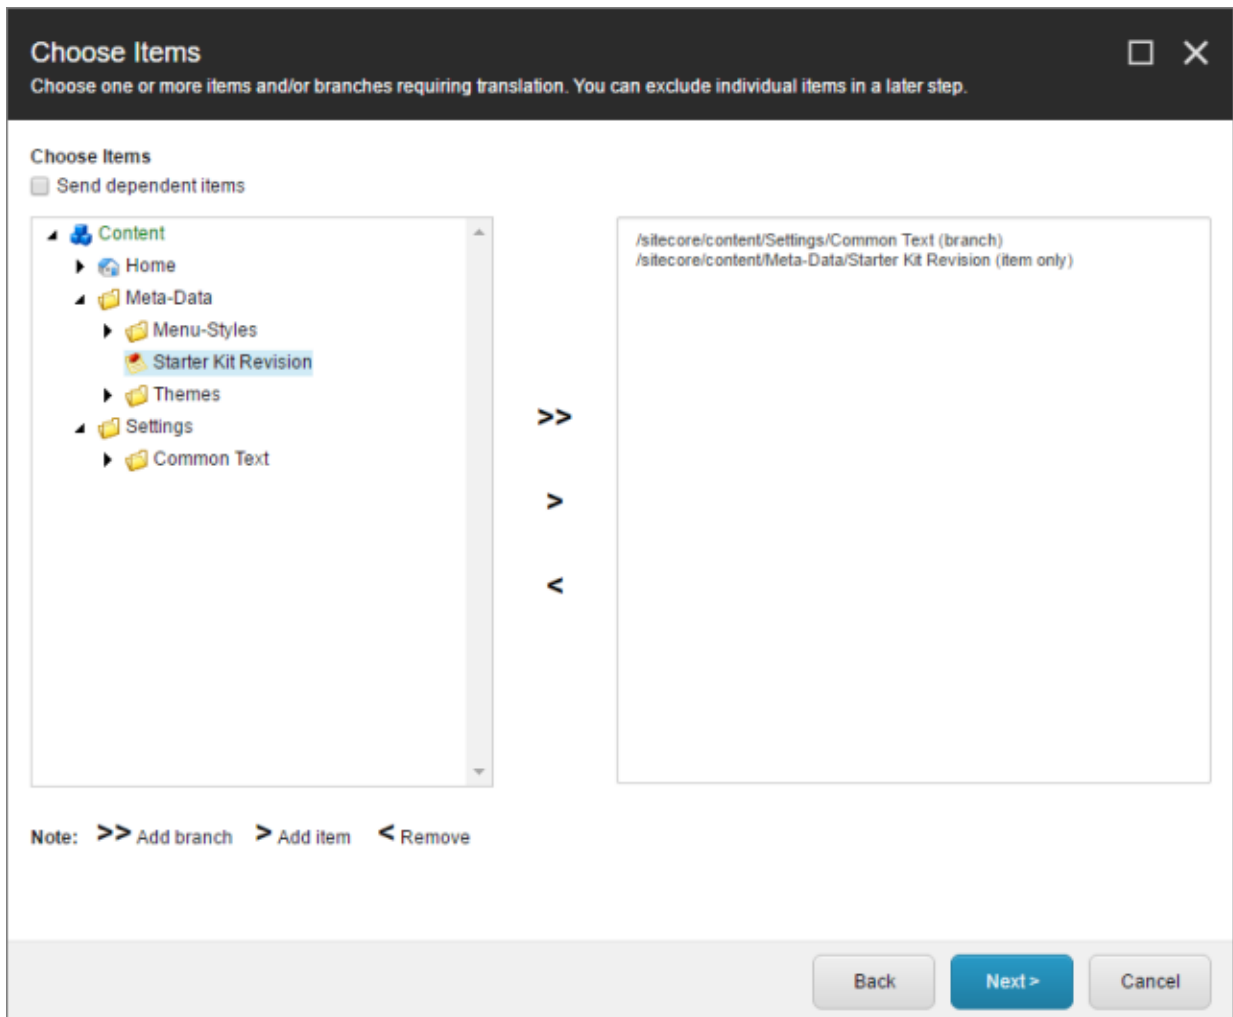 Choose Items
Choose one or more items and/or branches requiring translation. You can exclude individual items in a later step.
Choose Items
Send dependent items
Content
Home
Meta-Data
Menu-Styles
Starter Kit Revision
Themes
Settings
Common Text
>>
>
<
/sitecore/content/Settings/Common Text (branch)
/sitecore/content/Meta-Data/Starter Kit Revision (item only)
Note: >> Add branch > Add item < Remove
Back Next > Cancel